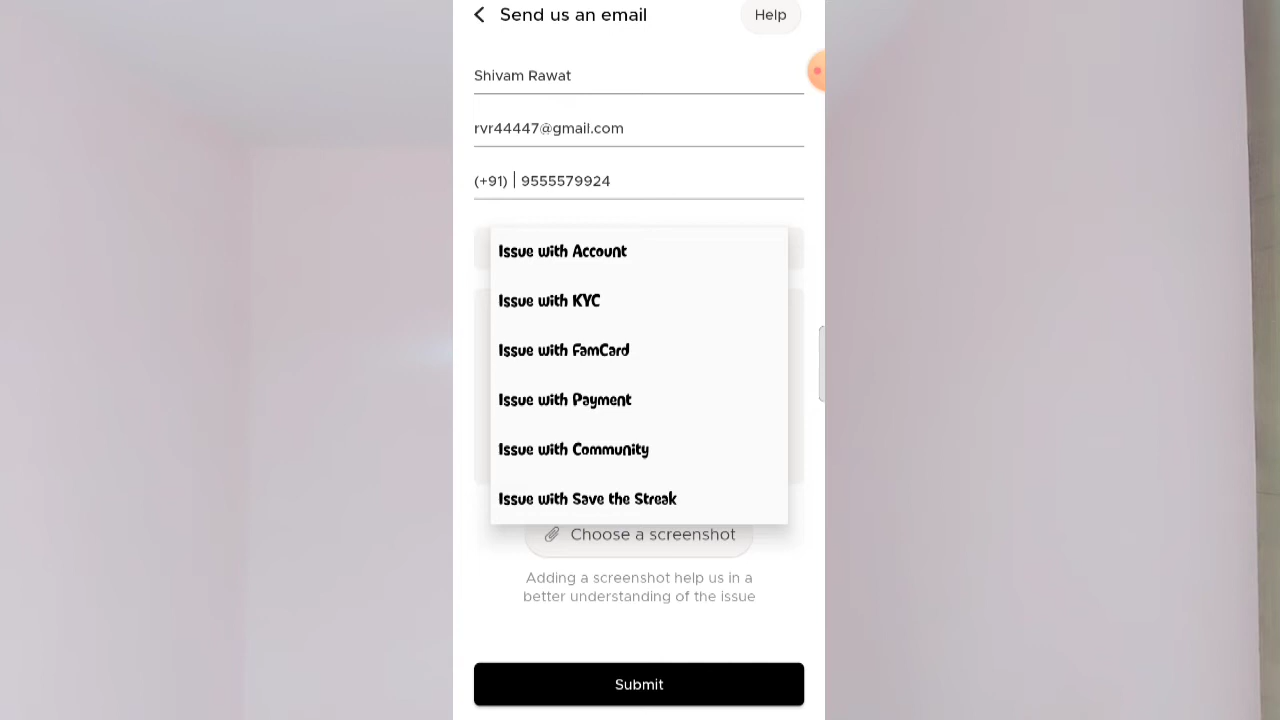 Send us an email
Help
Shivam Rawat
rvr44447@gmail.com
(+91) | 9555579924
Issue with Account
Issue with KYC
Issue with FamCard
Issue with Payment
Issue with Community
Issue with Save the Streak
Choose a screenshot
Adding a screenshot help us in a
better understanding of the issue
Submit